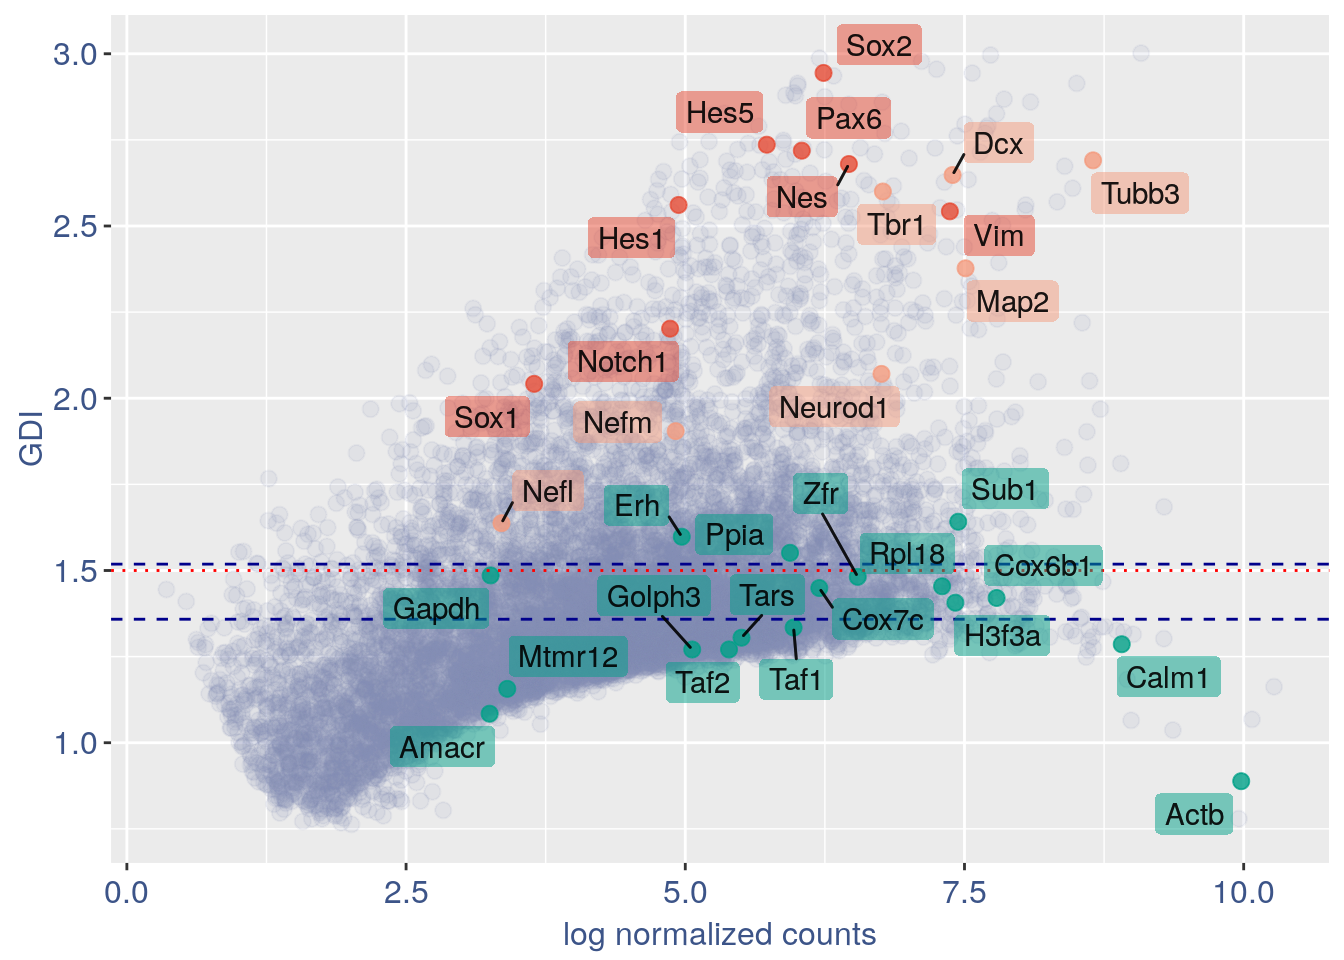 3.0
2.5
2.0
1.5
1.0
GDI
Sox2
Hes5
Pax6
Dcx
Nes
Tubb3
Tbr1
Hes1
Vim
Map2
Notch1
Neurod1
Sox1
Nefm
Nefl
Zfr
Sub1
Erh
Ppia
Rpl18
Cox6b1
Golph3
Tars
Gapdh
Cox7c
H3f3a
Mtmr12
Taf2
Taf1
Calm1
Amacr
Actb
0.0
2.5
5.0
7.5
10.0
log normalized counts